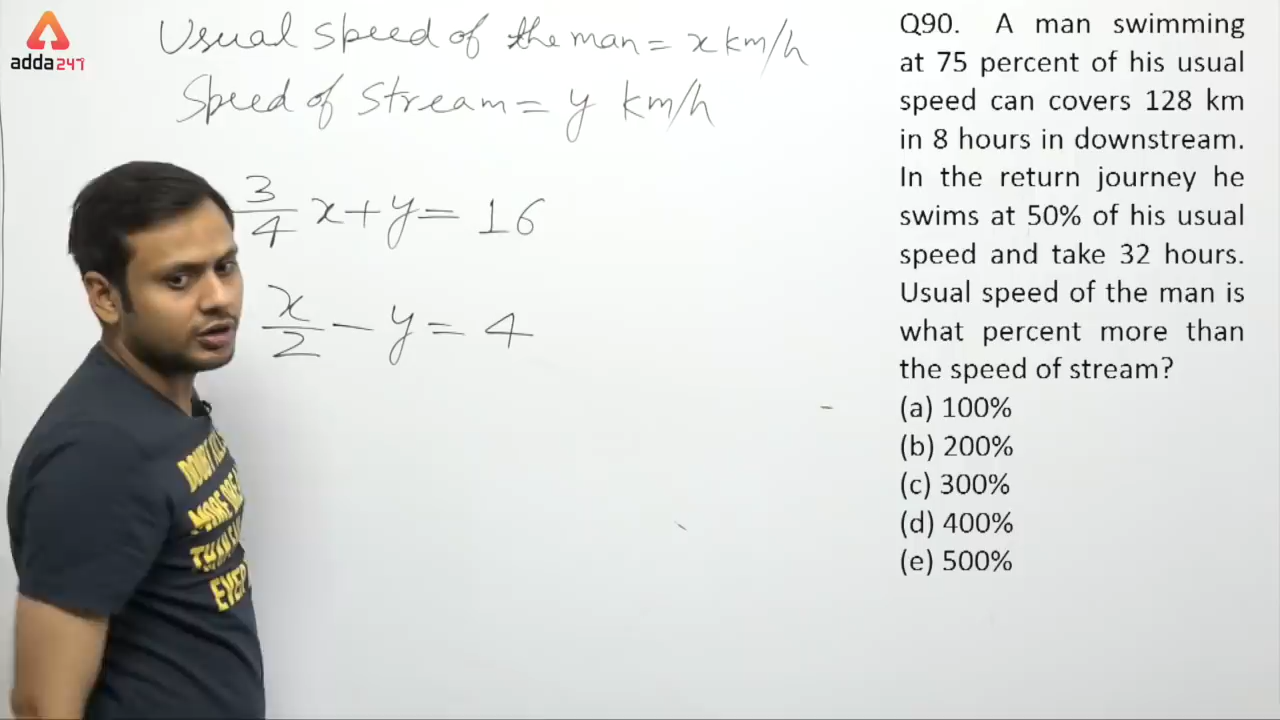 adda247
Usual speed of the man = x km/h
Speed of Stream = y km/h
3/4 x + y = 16
x/2 - y = 4
MORE
THAN
EVER
Q90. A man swimming
at 75 percent of his usual
speed can covers 128 km
in 8 hours in downstream.
In the return journey he
swims at 50% of his usual
speed and take 32 hours.
Usual speed of the man is
what percent more than
the speed of stream?
(a) 100%
(b) 200%
(c) 300%
(d) 400%
(e) 500%